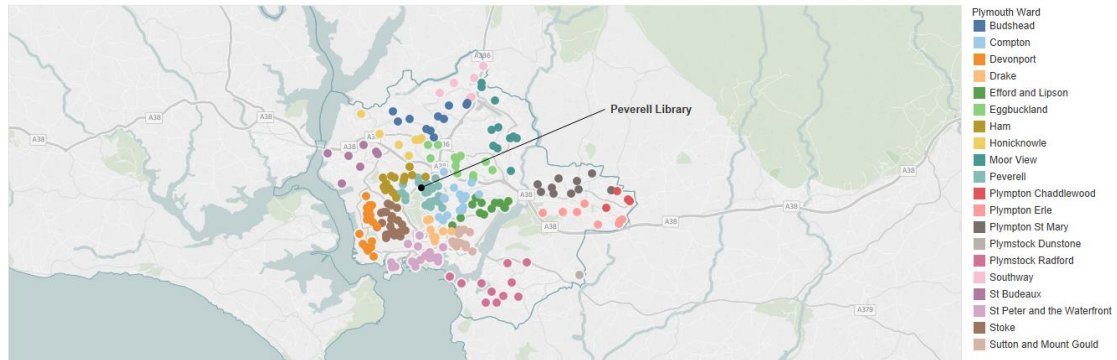 Plymouth Ward
Budshead
Compton
Devonport
Drake
Efford and Lipson
Eggbuckland
Ham
Honicknowle
Moor View
Peverell
Plympton Chaddlewood
Plympton Erle
Plympton St Mary
Plymstock Dunstone
Plymstock Radford
Southway
St Budeaux
St Peter and the Waterfront
Stoke
Sutton and Mount Gould
Peverell Library
A386
A38
A38
A38
A38
A38
A38
A38
A379